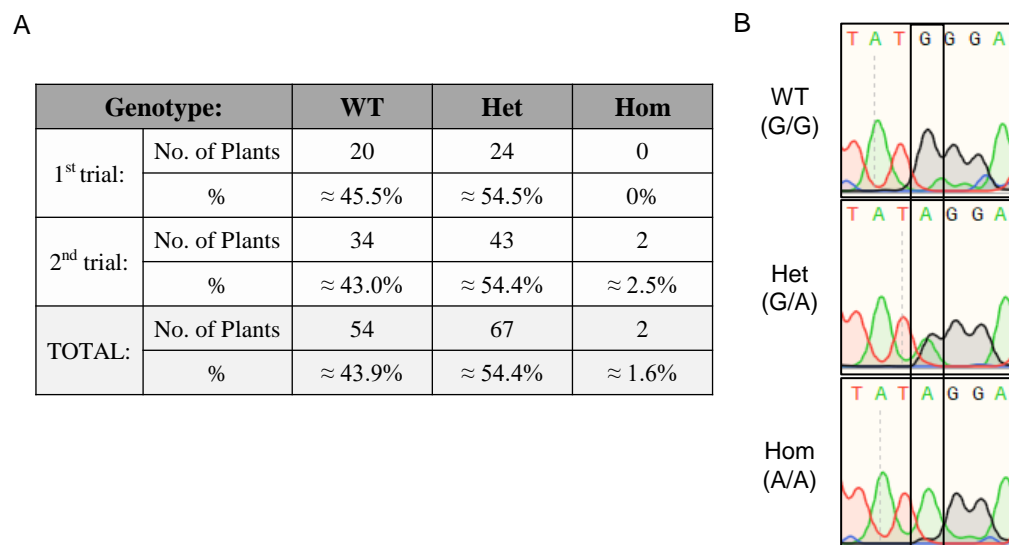 A
Genotype: WT Het Hom
1st trial: No. of Plants 20 24 0
% ≈ 45.5% ≈ 54.5% 0%
2nd trial: No. of Plants 34 43 2
% ≈ 43.0% ≈ 54.4% ≈ 2.5%
TOTAL: No. of Plants 54 67 2
% ≈ 43.9% ≈ 54.4% ≈ 1.6%
B
WT
(G/G)
T A T G G G A
Het
(G/A)
T A T A G G A
Hom
(A/A)
T A T A G G A